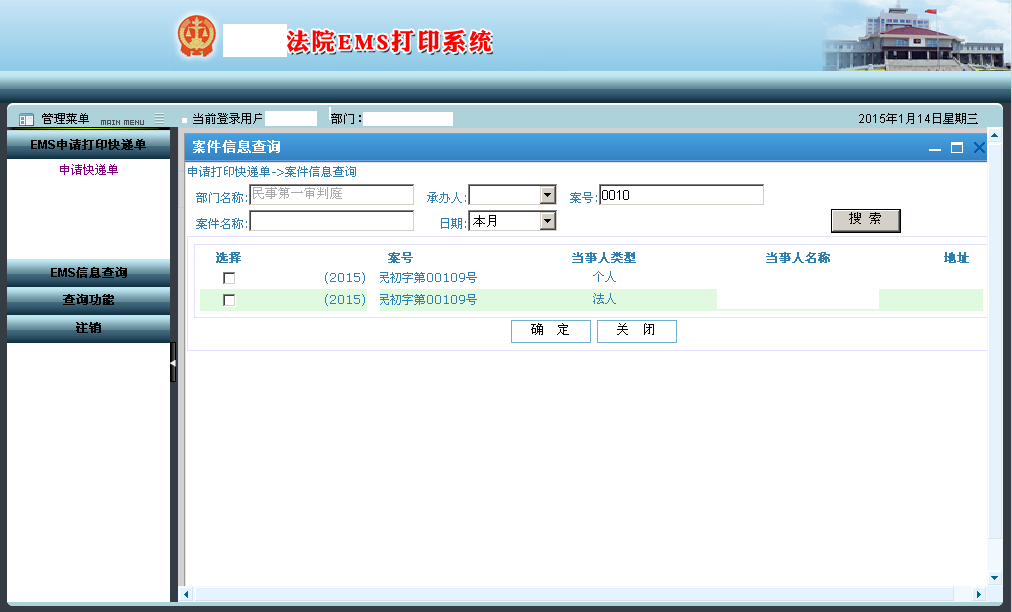 法院EMS打印系统
管理菜单 MAIN MENU
当前登录用户 部门： 2015年1月14日星期三
EMS申请打印快递单
申请快递单
EMS信息查询
查询功能
注销
案件信息查询
申请打印快递单->案件信息查询
部门名称: 民事第一审判庭 承办人: 案号: 0010
案件名称: 日期: 本月 搜 索
选择 案号 当事人类型 当事人名称 地址
(2015) 民初字第00109号 个人
(2015) 民初字第00109号 法人
确 定 关 闭